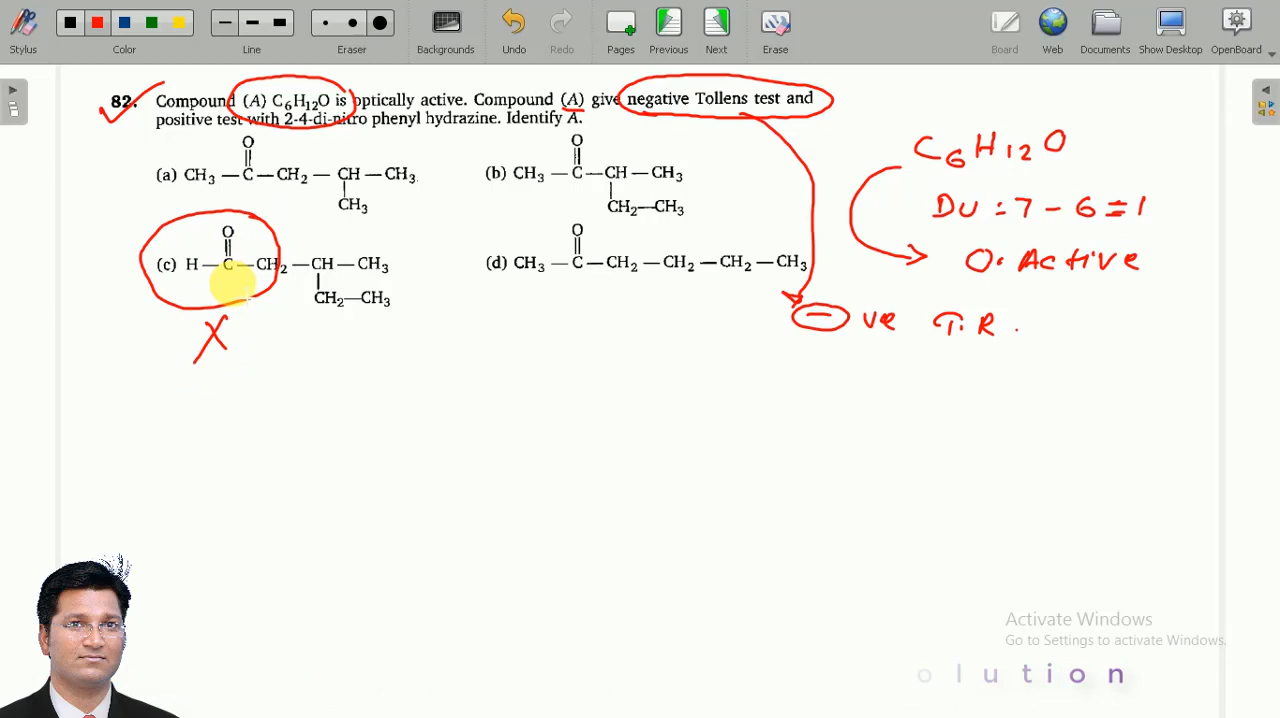 Stylus Color Line Eraser Backgrounds Undo Redo Pages Previous Next Erase Board Web Documents Show Desktop OpenBoard
82. Compound (A) C6H12O is optically active. Compound (A) give negative Tollens test and
positive test with 2-4-di-nitro phenyl hydrazine. Identify A.
O
(a) CH3 — C — CH2 — CH — CH3
CH3
O
(b) CH3 — C — CH — CH3
CH2—CH3
O
(c) H — C — CH2 — CH — CH3
CH2—CH3
O
(d) CH3 — C — CH2 — CH2 — CH2 — CH3
C6H12O
DU = 7 - 6 = 1
O. Active
- ve T.R.
X
Activate Windows
Go to Settings to activate Windows.
olution